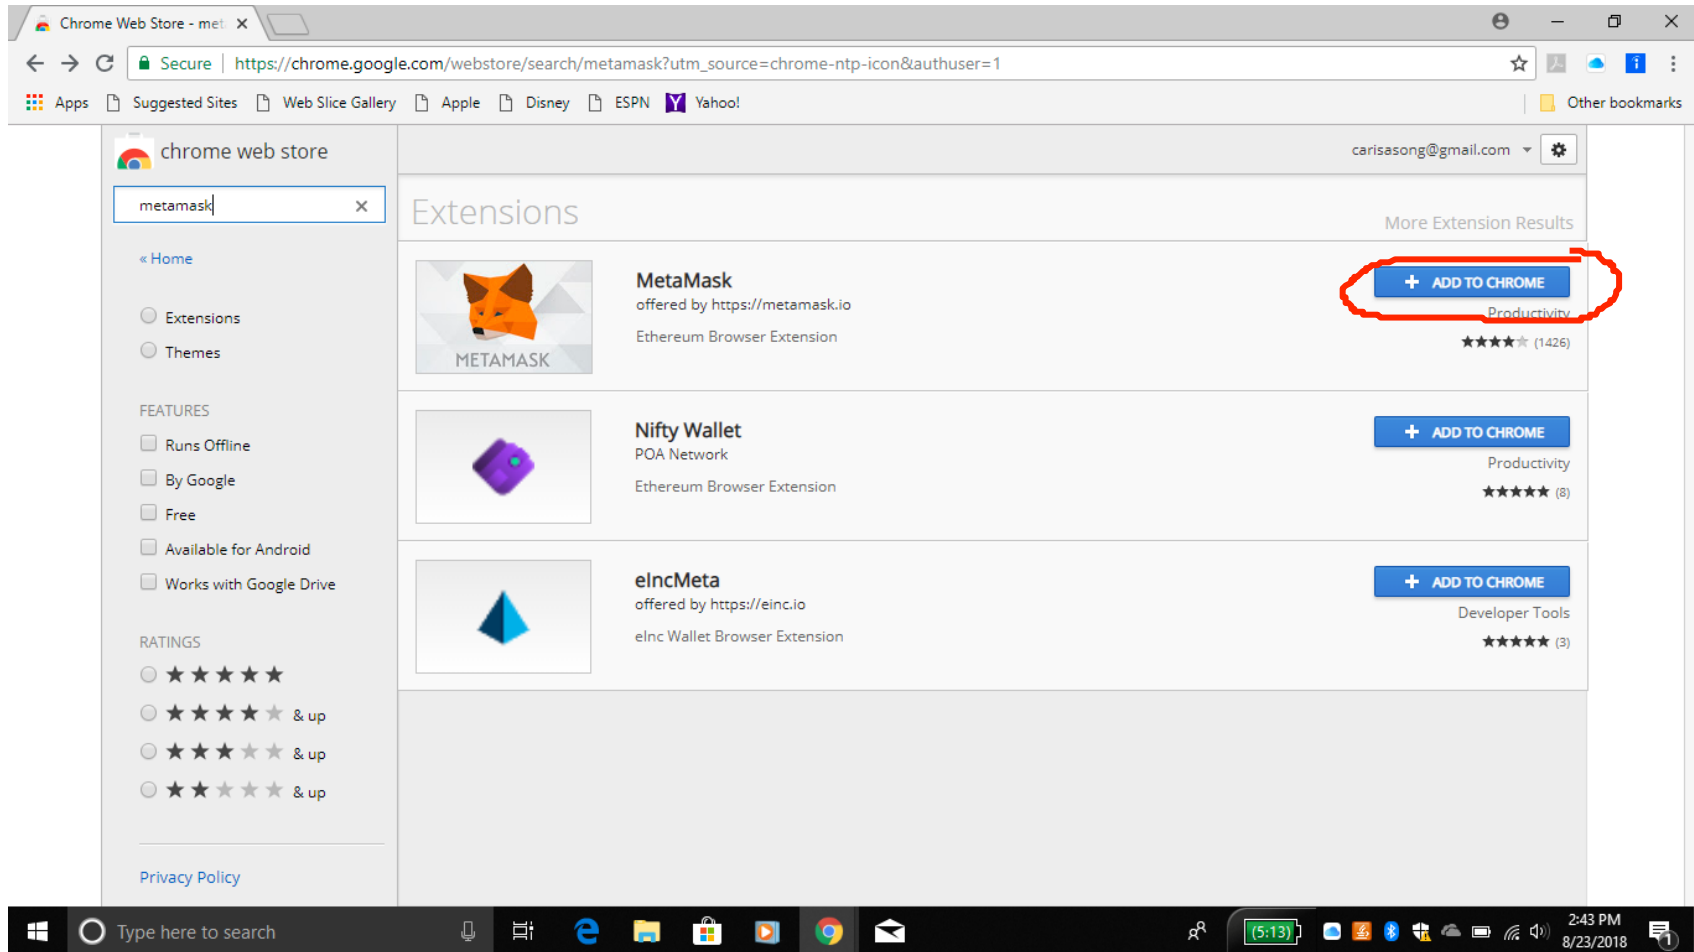 Chrome Web Store - met
Secure | https://chrome.google.com/webstore/search/metamask?utm_source=chrome-ntp-icon&authuser=1
Apps Suggested Sites Web Slice Gallery Apple Disney ESPN Yahoo! Other bookmarks
chrome web store
carisasong@gmail.com
metamask
Extensions
More Extension Results
« Home
Extensions
Themes
FEATURES
Runs Offline
By Google
Free
Available for Android
Works with Google Drive
RATINGS
& up
& up
& up
Privacy Policy
METAMASK
MetaMask
offered by https://metamask.io
Ethereum Browser Extension
ADD TO CHROME
Productivity
(1426)
Nifty Wallet
POA Network
Ethereum Browser Extension
ADD TO CHROME
Productivity
(8)
eIncMeta
offered by https://einc.io
eInc Wallet Browser Extension
ADD TO CHROME
Developer Tools
(3)
Type here to search
(5:13)
2:43 PM
8/23/2018
1